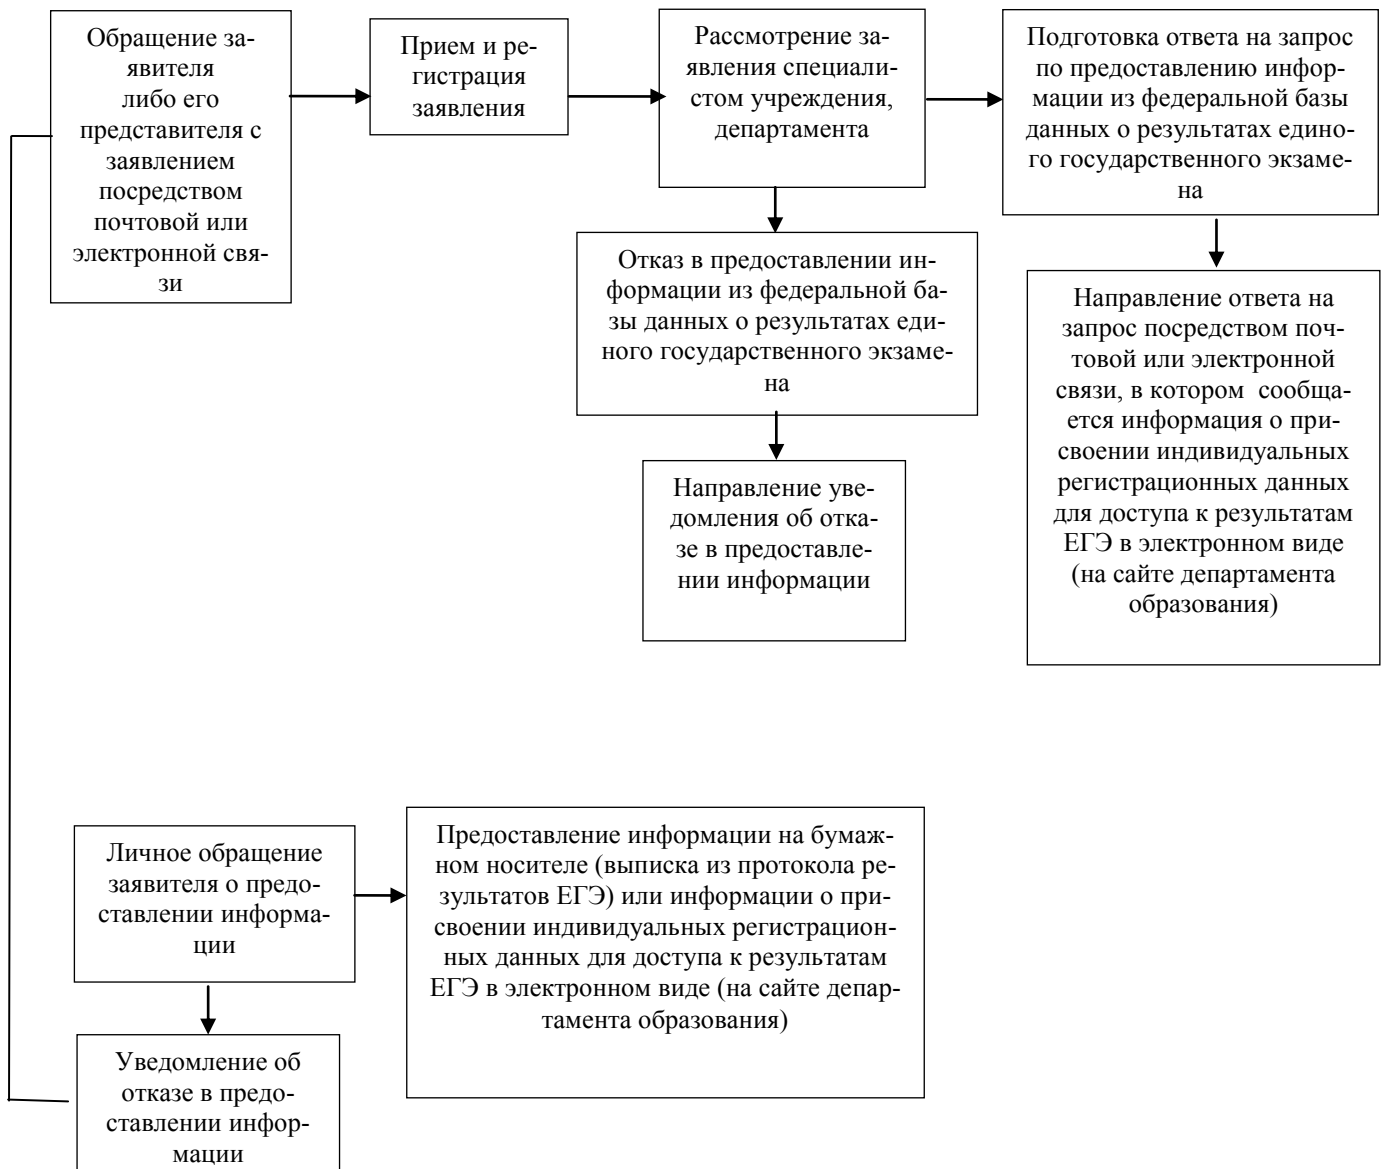 Обращение за-
явителя
либо его
представителя с
заявлением
посредством
почтовой или
электронной свя-
зи
Прием и ре-
гистрация
заявления
Рассмотрение за-
явления специали-
стом учреждения,
департамента
Подготовка ответа на запрос
по предоставлению инфор-
мации из федеральной базы
данных о результатах едино-
го государственного экзаме-
на
Отказ в предоставлении ин-
формации из федеральной ба-
зы данных о результатах еди-
ного государственного экзаме-
на
Направление ответа на
запрос посредством поч-
товой или электронной
связи, в котором  сообща-
ется информация о при-
своении индивидуальных
регистрационных данных
для доступа к результатам
ЕГЭ в электронном виде
(на сайте департамента
образования)
Направление уве-
домления об отка-
зе в предоставле-
нии информации
Личное обращение
заявителя о предо-
ставлении информа-
ции
Предоставление информации на бумаж-
ном носителе (выписка из протокола ре-
зультатов ЕГЭ) или информации о при-
своении индивидуальных регистрацион-
ных данных для доступа к результатам
ЕГЭ в электронном виде (на сайте депар-
тамента образования)
Уведомление об
отказе в предо-
ставлении инфор-
мации